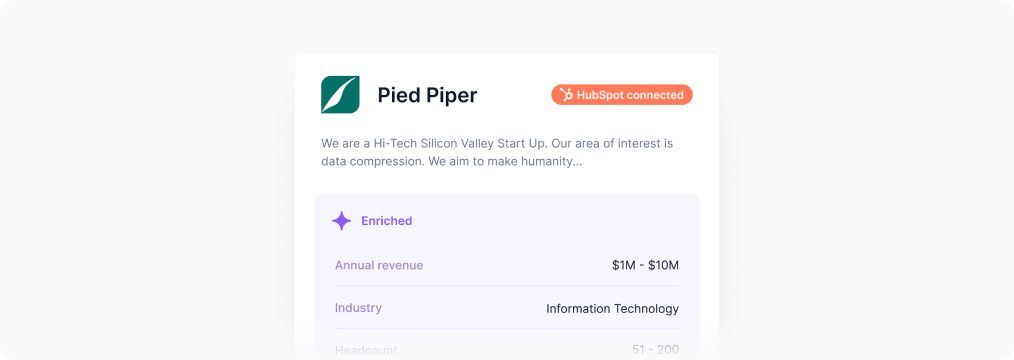 Pied Piper
HubSpot connected
We are a Hi-Tech Silicon Valley Start Up. Our area of interest is
data compression. We aim to make humanity...
Enriched
Annual revenue $1M - $10M
Industry Information Technology
Headcount 51 - 200